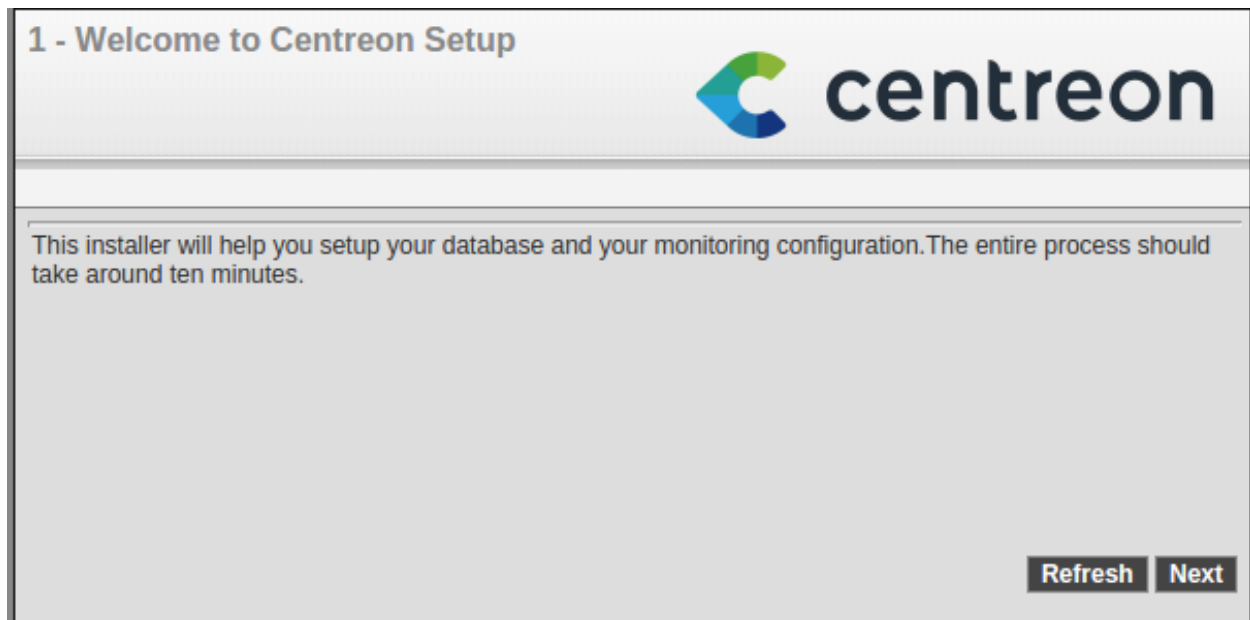 1 - Welcome to Centreon Setup
centreon
This installer will help you setup your database and your monitoring configuration.The entire process should
take around ten minutes.
Refresh Next